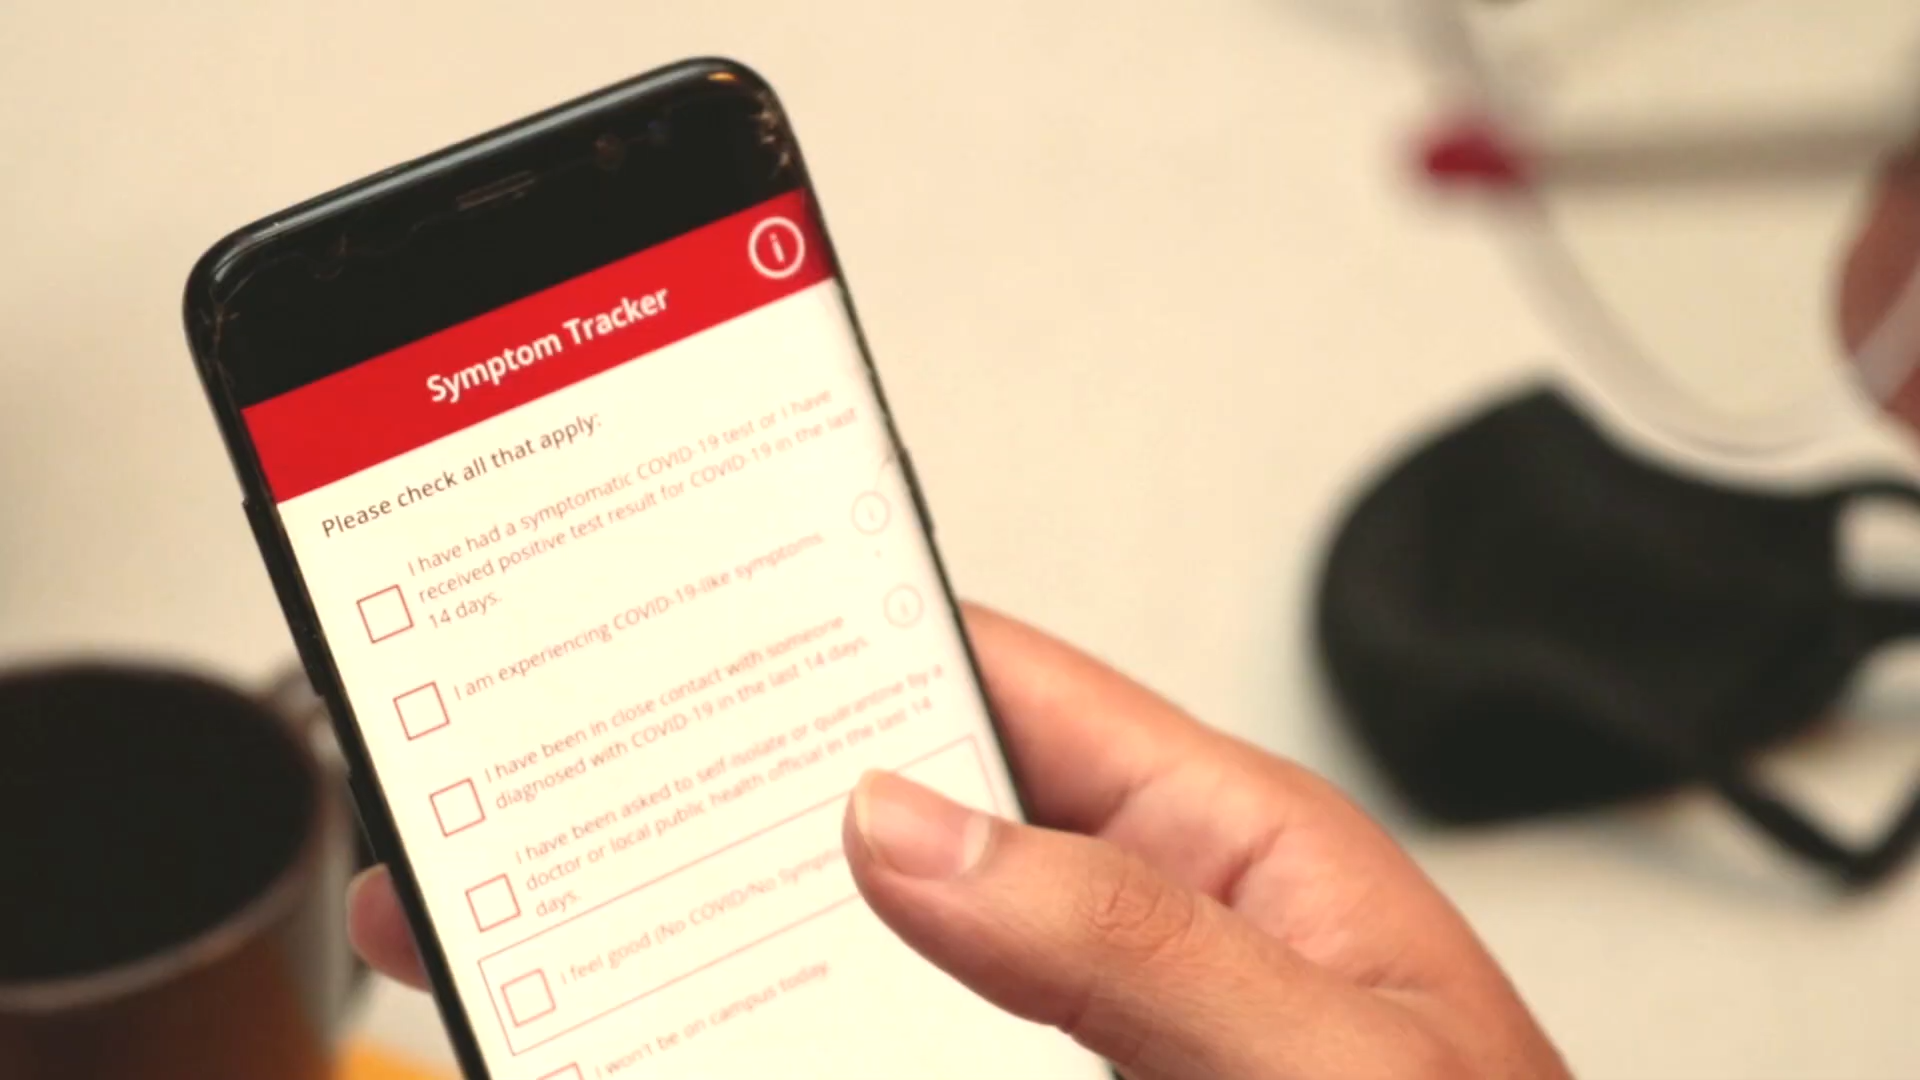 Symptom Tracker
Please check all that apply:
I have had a symptomatic COVID-19 test or I have
received positive test result for COVID-19 in the last
14 days.
I am experiencing COVID-19-like symptoms
I have been in close contact with someone
diagnosed with COVID-19 in the last 14 days.
I have been asked to self-isolate or quarantine by a
doctor or local public health official in the last 14
days.
I feel good (No COVID/No
I won't be on campus today.